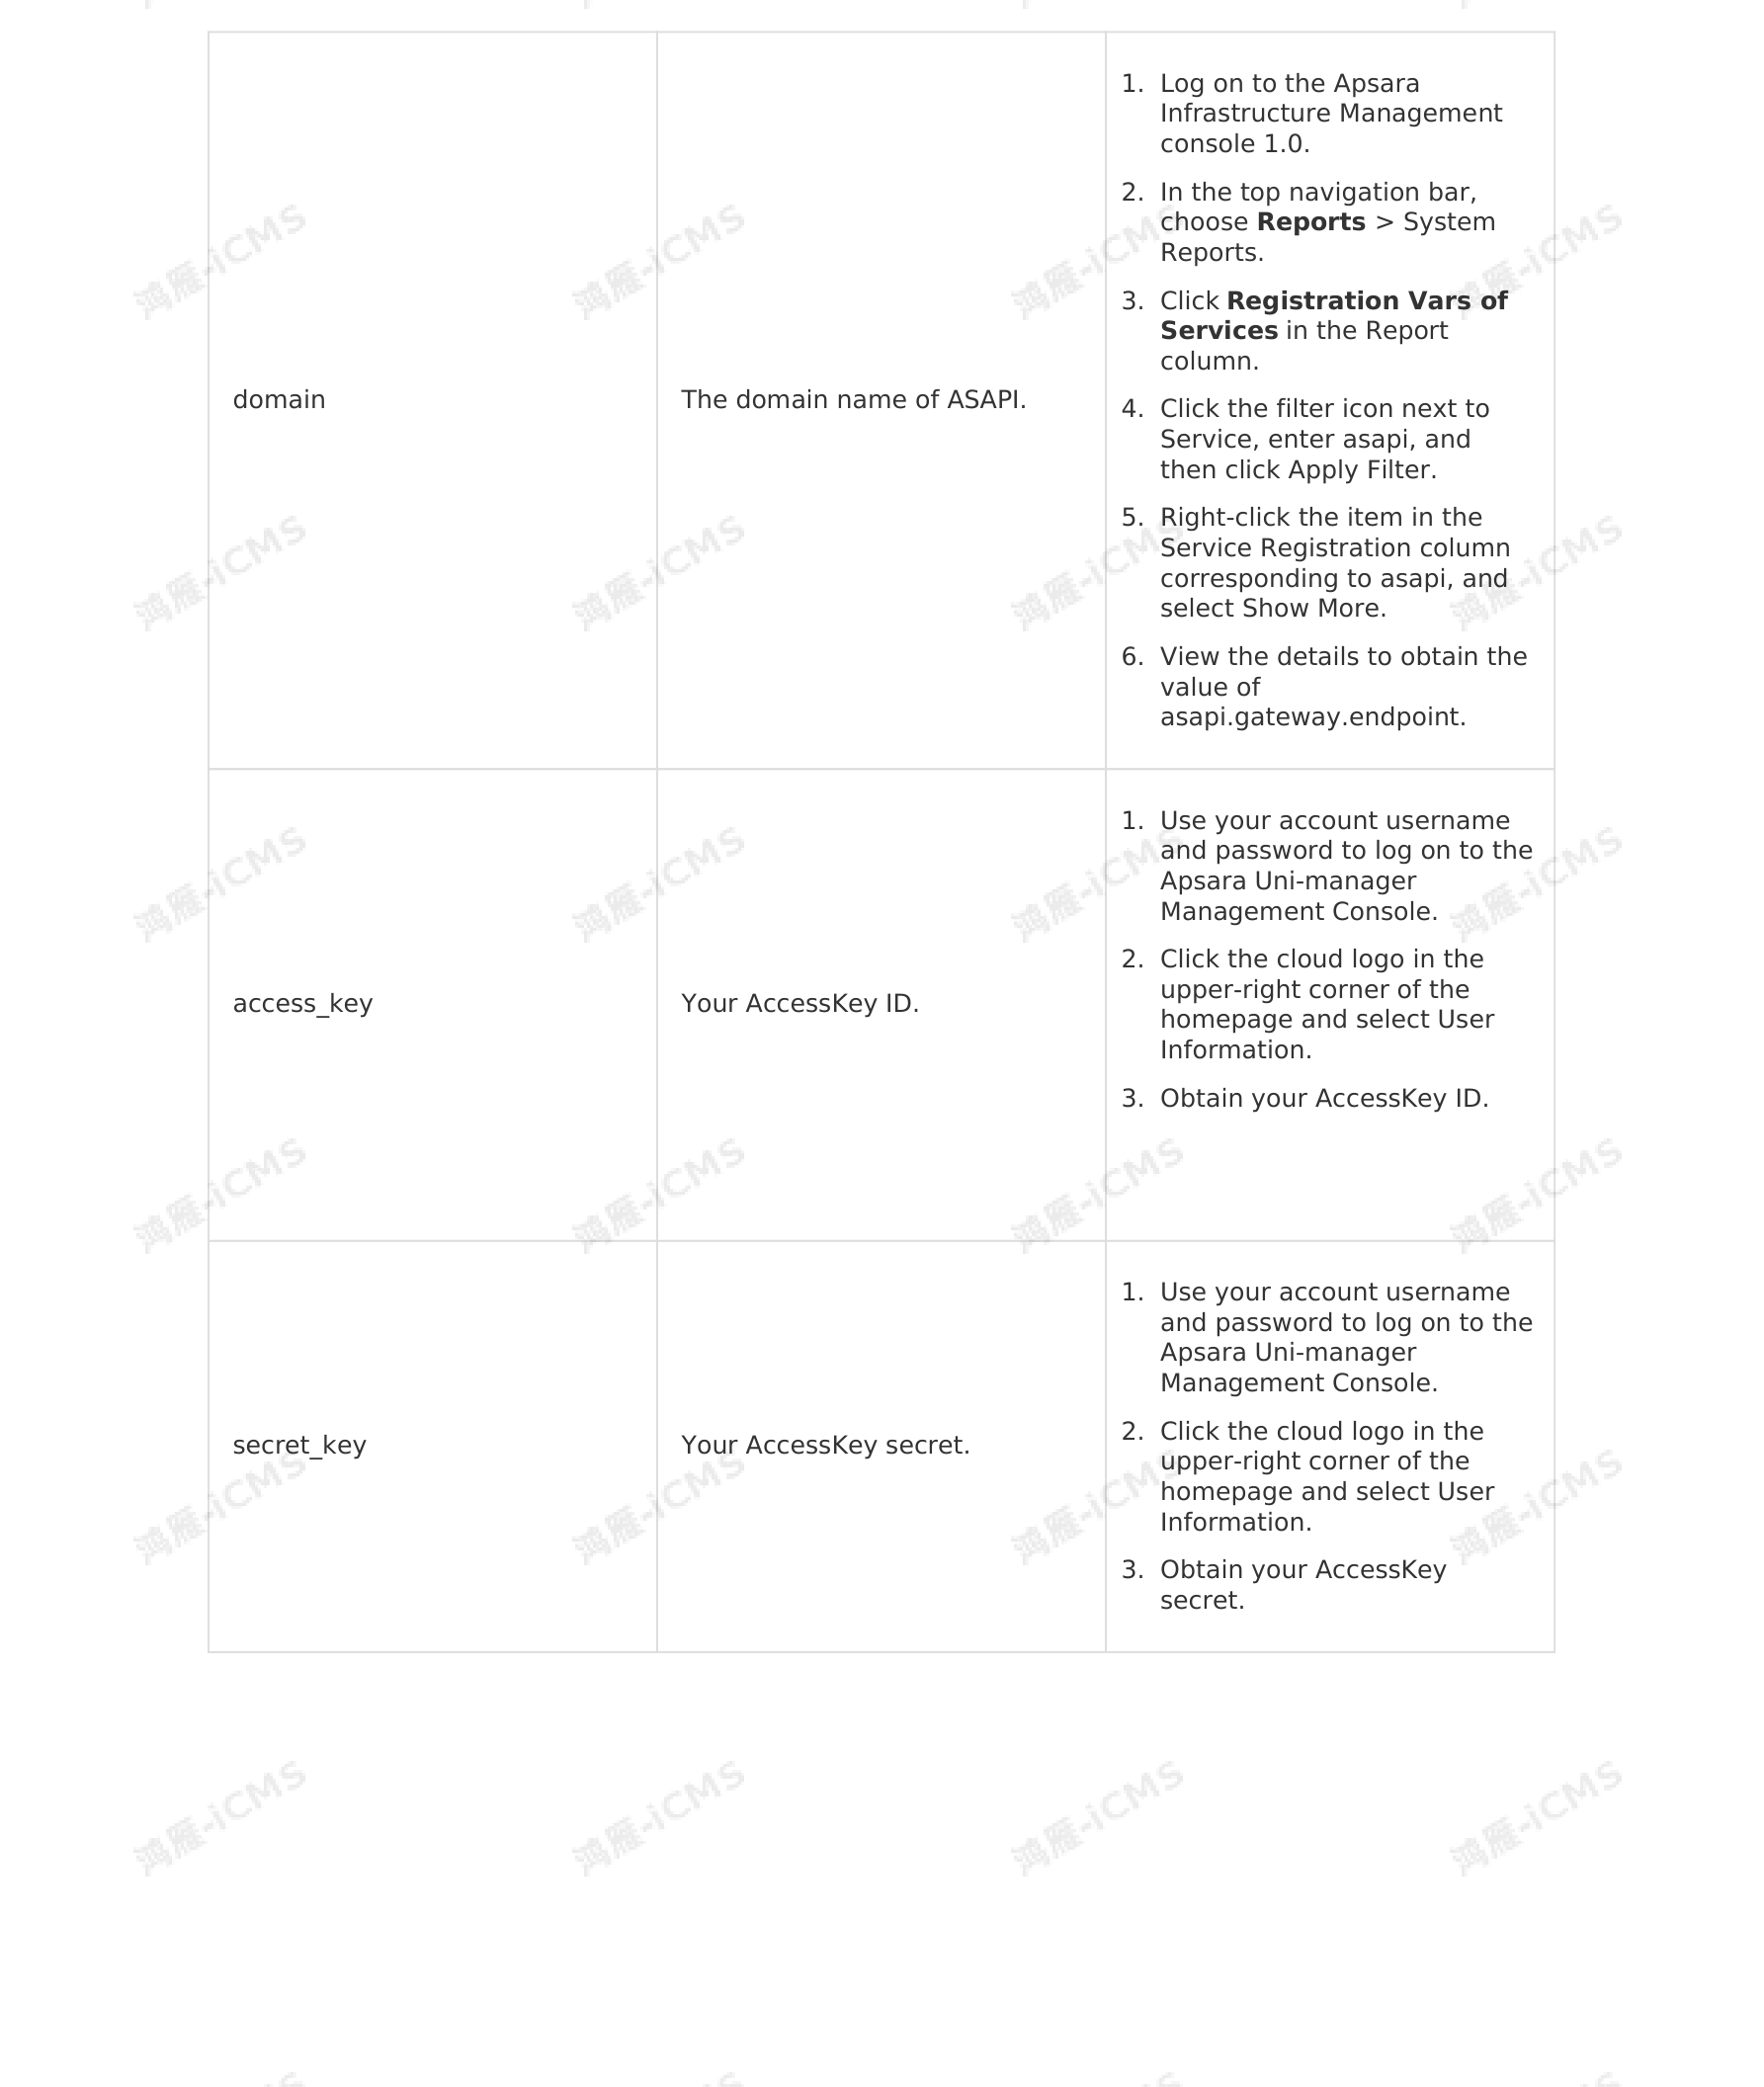 domain
The domain name of ASAPI.
1. Log on to the Apsara
Infrastructure Management
console 1.0.
2. In the top navigation bar,
choose Reports > System
Reports.
3. Click Registration Vars of
Services in the Report
column.
4. Click the filter icon next to
Service, enter asapi, and
then click Apply Filter.
5. Right-click the item in the
Service Registration column
corresponding to asapi, and
select Show More.
6. View the details to obtain the
value of
asapi.gateway.endpoint.
access_key
Your AccessKey ID.
1. Use your account username
and password to log on to the
Apsara Uni-manager
Management Console.
2. Click the cloud logo in the
upper-right corner of the
homepage and select User
Information.
3. Obtain your AccessKey ID.
secret_key
Your AccessKey secret.
1. Use your account username
and password to log on to the
Apsara Uni-manager
Management Console.
2. Click the cloud logo in the
upper-right corner of the
homepage and select User
Information.
3. Obtain your AccessKey
secret.
鸿雁-iCMS